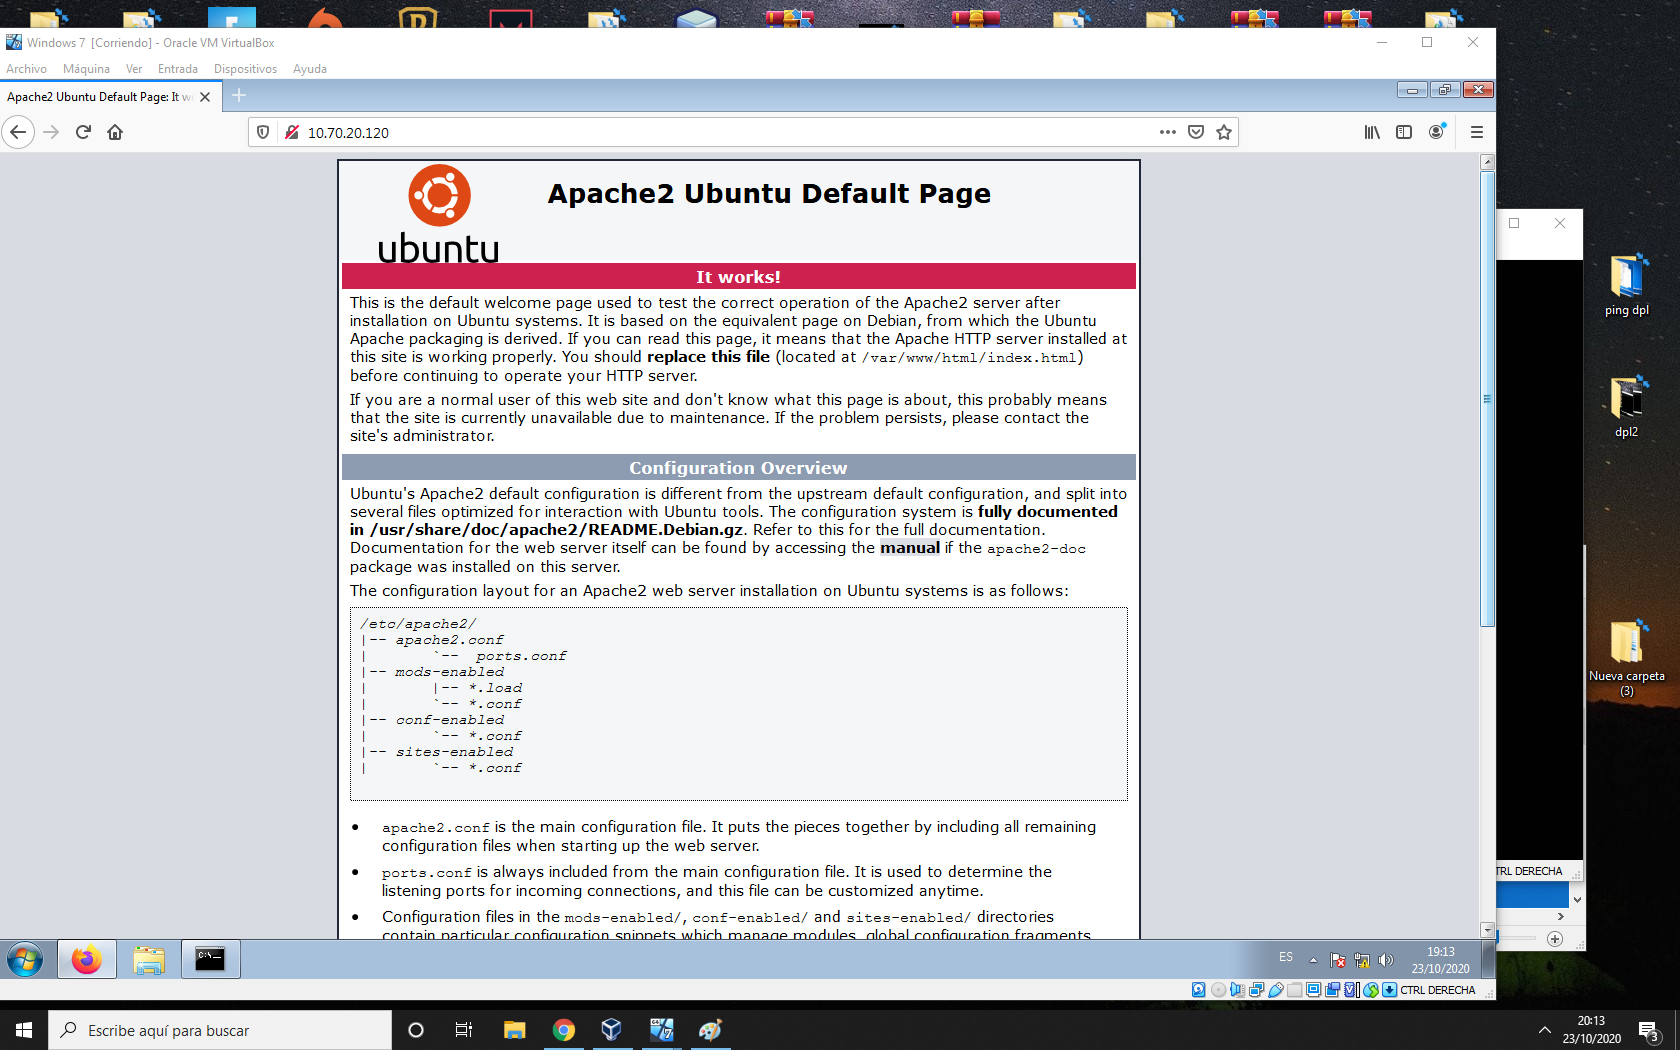 Windows 7 [Corriendo] - Oracle VM VirtualBox
Archivo Máquina Ver Entrada Dispositivos Ayuda
Apache2 Ubuntu Default Page: It w
10.70.20.120
ubuntu
Apache2 Ubuntu Default Page
It works!
This is the default welcome page used to test the correct operation of the Apache2 server after
installation on Ubuntu systems. It is based on the equivalent page on Debian, from which the Ubuntu
Apache packaging is derived. If you can read this page, it means that the Apache HTTP server installed at
this site is working properly. You should replace this file (located at /var/www/html/index.html)
before continuing to operate your HTTP server.
If you are a normal user of this web site and don't know what this page is about, this probably means
that the site is currently unavailable due to maintenance. If the problem persists, please contact the
site's administrator.
Configuration Overview
Ubuntu's Apache2 default configuration is different from the upstream default configuration, and split into
several files optimized for interaction with Ubuntu tools. The configuration system is fully documented
in /usr/share/doc/apache2/README.Debian.gz. Refer to this for the full documentation.
Documentation for the web server itself can be found by accessing the manual if the apache2-doc
package was installed on this server.
The configuration layout for an Apache2 web server installation on Ubuntu systems is as follows:
/etc/apache2/
|-- apache2.conf
|       `--  ports.conf
|-- mods-enabled
|       |-- *.load
|       `-- *.conf
|-- conf-enabled
|       `-- *.conf
|-- sites-enabled
|       `-- *.conf
• apache2.conf is the main configuration file. It puts the pieces together by including all remaining
configuration files when starting up the web server.
• ports.conf is always included from the main configuration file. It is used to determine the
listening ports for incoming connections, and this file can be customized anytime.
• Configuration files in the mods-enabled/, conf-enabled/ and sites-enabled/ directories
contain particular configuration snippets which manage modules, global configuration fragments,
ping dpl
dpl2
Nueva carpeta
(3)
TRL DERECHA
ES
19:13
23/10/2020
CTRL DERECHA
Escribe aquí para buscar
20:13
23/10/2020
3